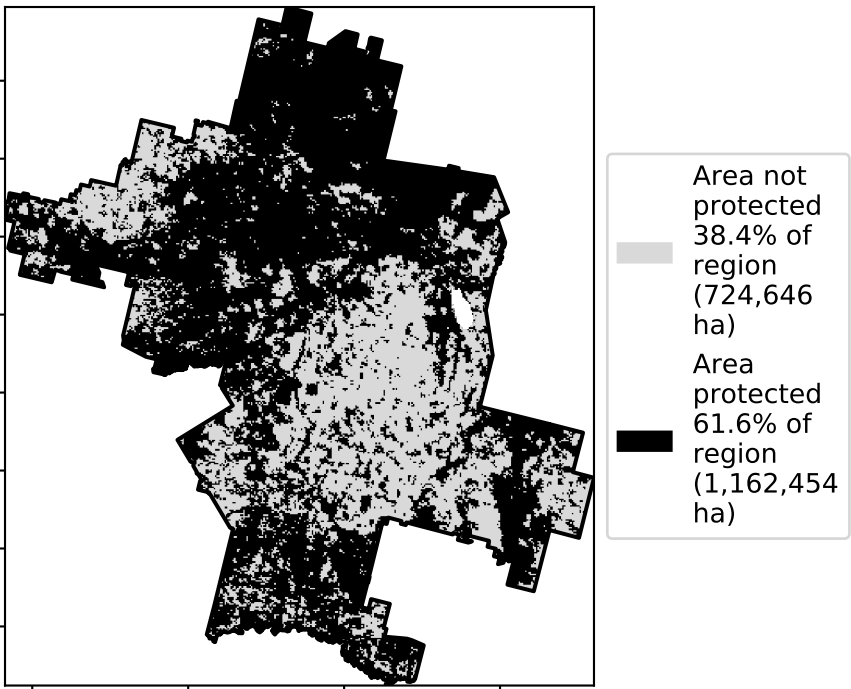 Area not
protected
38.4% of
region
(724,646
ha)
Area
protected
61.6% of
region
(1,162,454
ha)